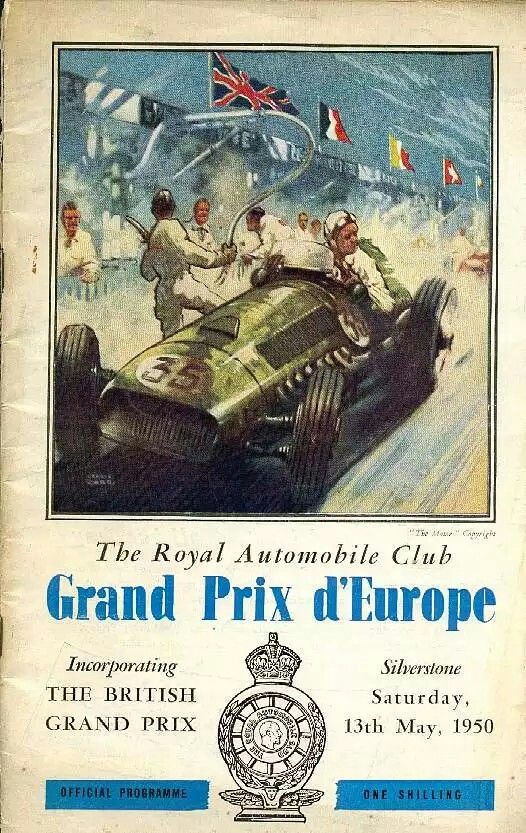 35
"The Motor" Copyright
The Royal Automobile Club
Grand Prix d'Europe
Incorporating
THE BRITISH
GRAND PRIX
Silverstone
Saturday,
13th May, 1950
OFFICIAL PROGRAMME
ONE SHILLING